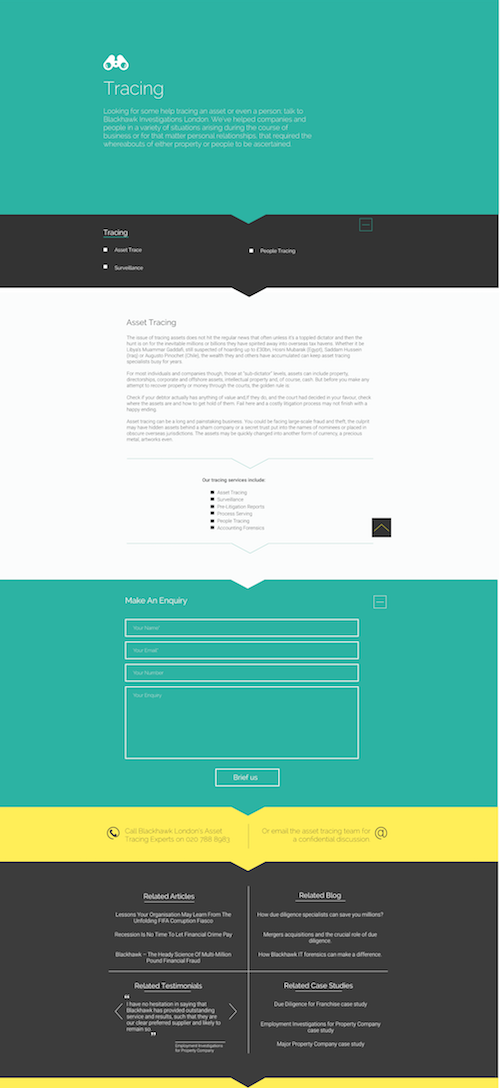 Tracing
Looking for some help tracing an asset or even a person, talk to
Blackhawk Investigations London. We've helped companies and
people in a variety of situations arising during the course of
business or for that matter personal relationships, that required the
whereabouts of either property or people to be ascertained.
Tracing
Asset Trace
People Tracing
Surveillance
Asset Tracing
The issue of tracing assets does not hit the regular news that often unless it's a toppled dictator and then the
hunt is on for the inevitable millions or billions they have spirited away into overseas tax havens. Whether it be
Libya's Muammar Gaddafi, still suspected of hoarding up to £30bn, Hosni Mubarak (Egypt), Saddam Hussein
(Iraq) or Augusto Pinochet (Chile), the wealth they and others have accumulated can keep asset tracing
specialists busy for years.
For most individuals and companies though, those at "sub-dictator" levels, assets can include property,
directorships, corporate and offshore assets, intellectual property and, of course, cash. But before you make any
attempt to recover property or money through the courts, the golden rule is:
Check if your debtor actually has anything of value and if they do, and the court had decided in your favour, check
where the assets are and how to get hold of them. Fail here and a costly litigation process may not finish with a
happy ending.
Asset tracing can be a long and painstaking business. You could be facing large-scale fraud and theft, the culprit
may have hidden assets behind a sham company or a secret trust put into the names of nominees or placed in
obscure overseas jurisdictions. The assets may be quickly changed into another form of currency, a precious
metal, artworks even.
Our tracing services include:
Asset Tracing
Surveillance
Pre-Litigation Reports
Process Serving
People Tracing
Accounting Forensics
Make An Enquiry
Your Name*
Your Email*
Your Number
Your Enquiry
Brief us
Call Blackhawk London's Asset
Tracing Experts on 020 788 8983
Or email the asset tracing team for
a confidential discussion.
@
Related Articles
Lessons Your Organisation May Learn From The
Unfolding FIFA Corruption Fiasco
Recession Is No Time To Let Financial Crime Pay
Blackhawk – The Heady Science Of Multi-Million
Pound Financial Fraud
Related Blog
How due diligence specialists can save you millions?
Mergers acquisitions and the crucial role of due
diligence.
How Blackhawk IT forensics can make a difference.
Related Testimonials
“I have no hesitation in saying that
Blackhawk has provided outstanding
service and results, such that they are
our clear preferred supplier and likely to
remain so.”
Employment Investigations
for Property Company
Related Case Studies
Due Diligence for Franchise case study
Employment Investigations for Property Company
case study
Major Property Company case study